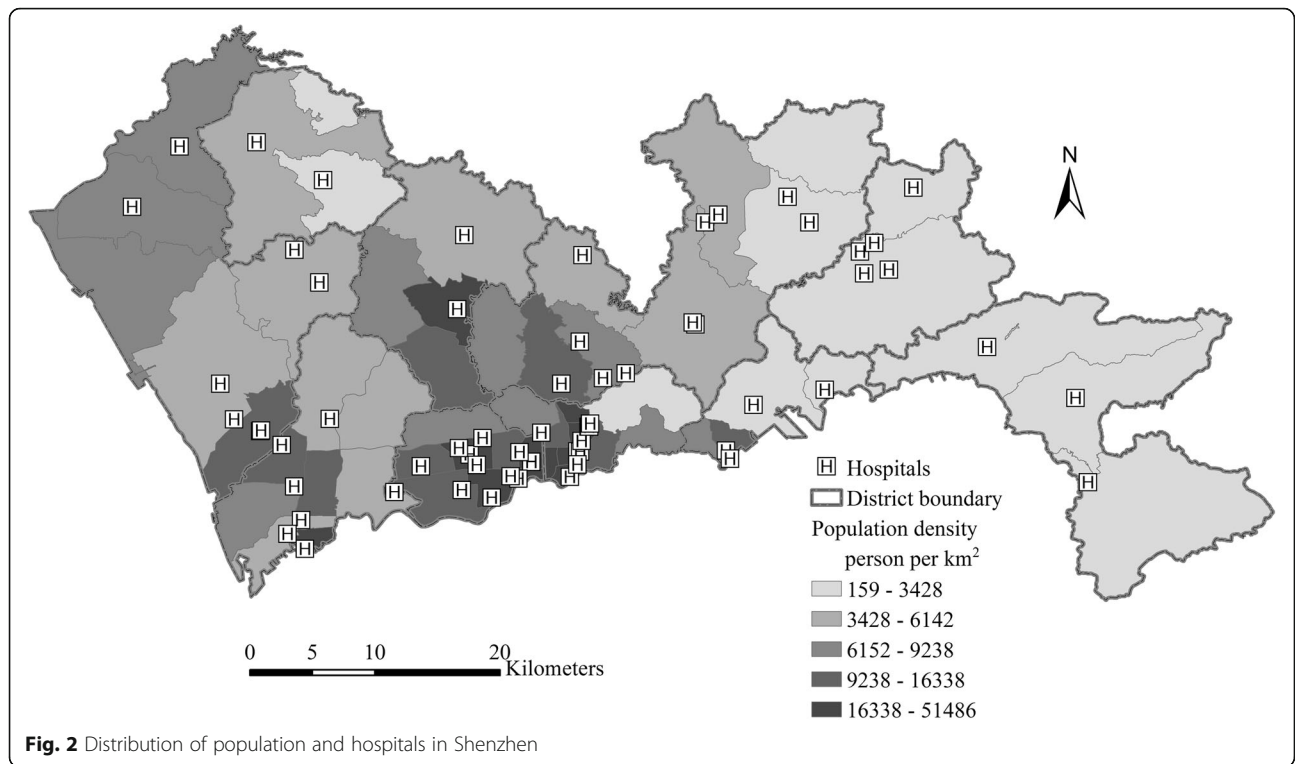 N
H Hospitals
District boundary
Population density
person per km2
159 - 3428
3428 - 6142
6152 - 9238
9238 - 16338
16338 - 51486
0 5 10 20
Kilometers
Fig. 2 Distribution of population and hospitals in Shenzhen